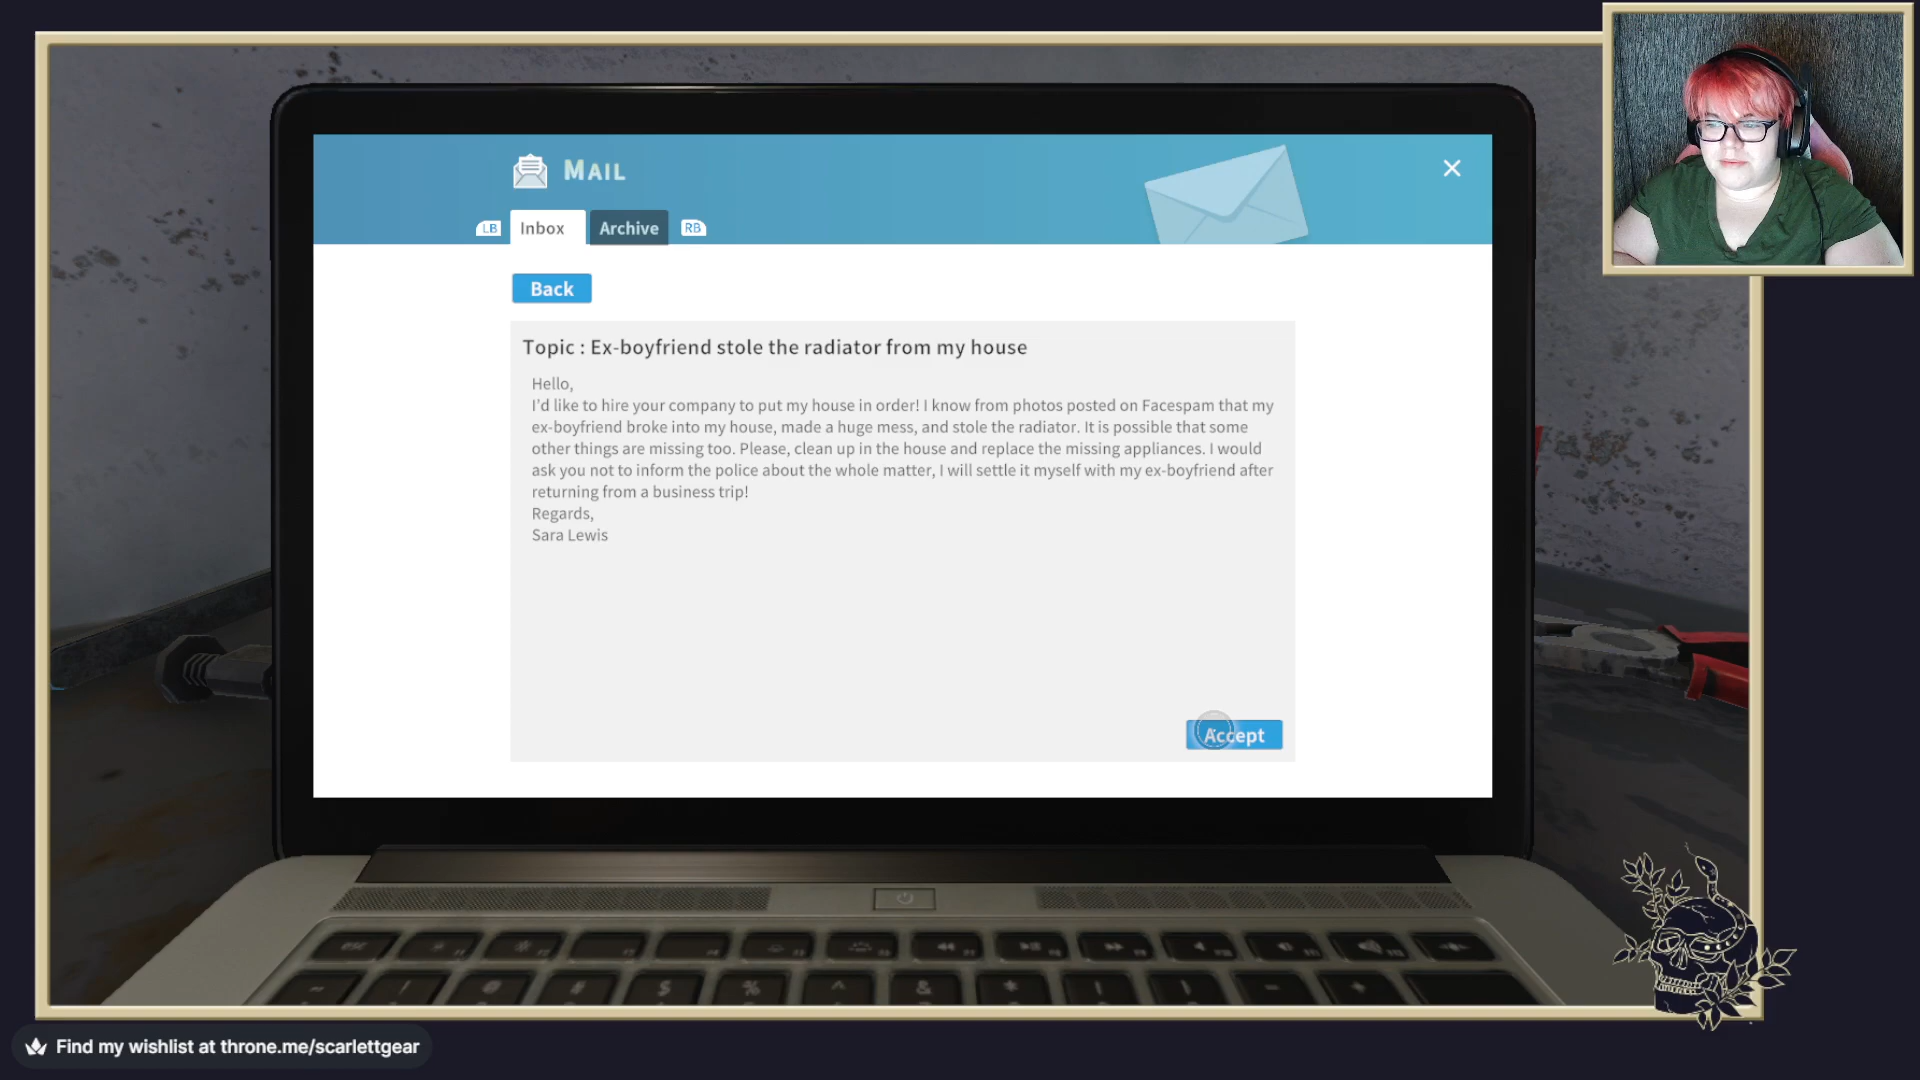 MAIL
LB
Inbox
Archive
RB
Back
Topic : Ex-boyfriend stole the radiator from my house
Hello,
I'd like to hire your company to put my house in order! I know from photos posted on Facespam that my
ex-boyfriend broke into my house, made a huge mess, and stole the radiator. It is possible that some
other things are missing too. Please, clean up in the house and replace the missing appliances. I would
ask you not to inform the police about the whole matter, I will settle it myself with my ex-boyfriend after
returning from a business trip!
Regards,
Sara Lewis
Accept
esc
Find my wishlist at throne.me/scarlettgear